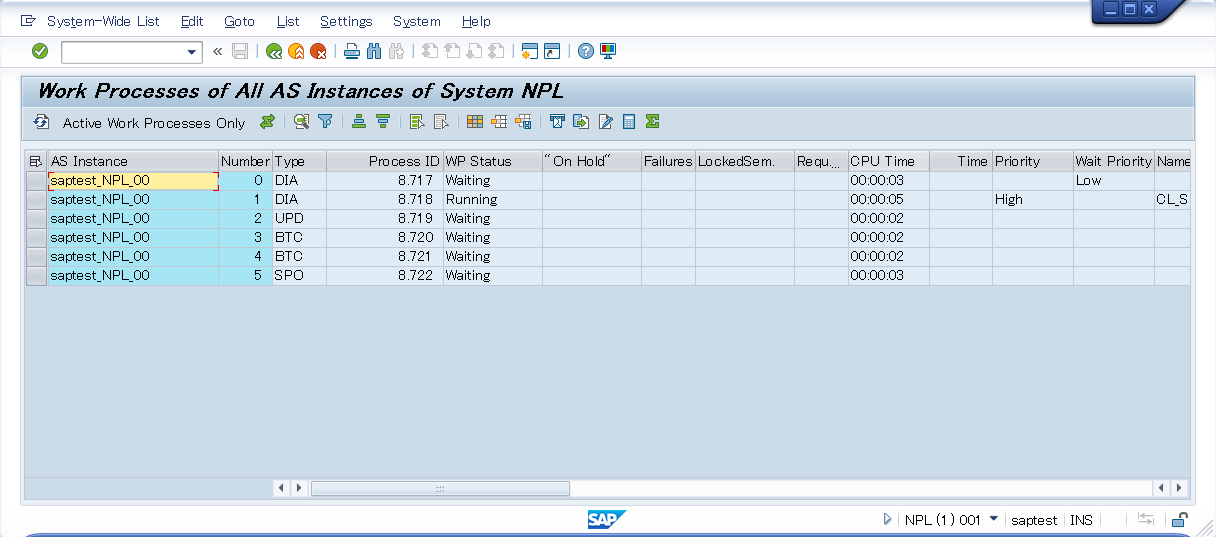 System-Wide List Edit Goto List Settings System Help
«
Work Processes of All AS Instances of System NPL
Active Work Processes Only
AS Instance Number Type Process ID WP Status "On Hold" Failures LockedSem. Requ... CPU Time Time Priority Wait Priority Name
saptest_NPL_00 0 DIA 8.717 Waiting 00:00:03 Low
saptest_NPL_00 1 DIA 8.718 Running 00:00:05 High CL_S
saptest_NPL_00 2 UPD 8.719 Waiting 00:00:02
saptest_NPL_00 3 BTC 8.720 Waiting 00:00:02
saptest_NPL_00 4 BTC 8.721 Waiting 00:00:02
saptest_NPL_00 5 SPO 8.722 Waiting 00:00:03
SAP NPL (1) 001 saptest INS